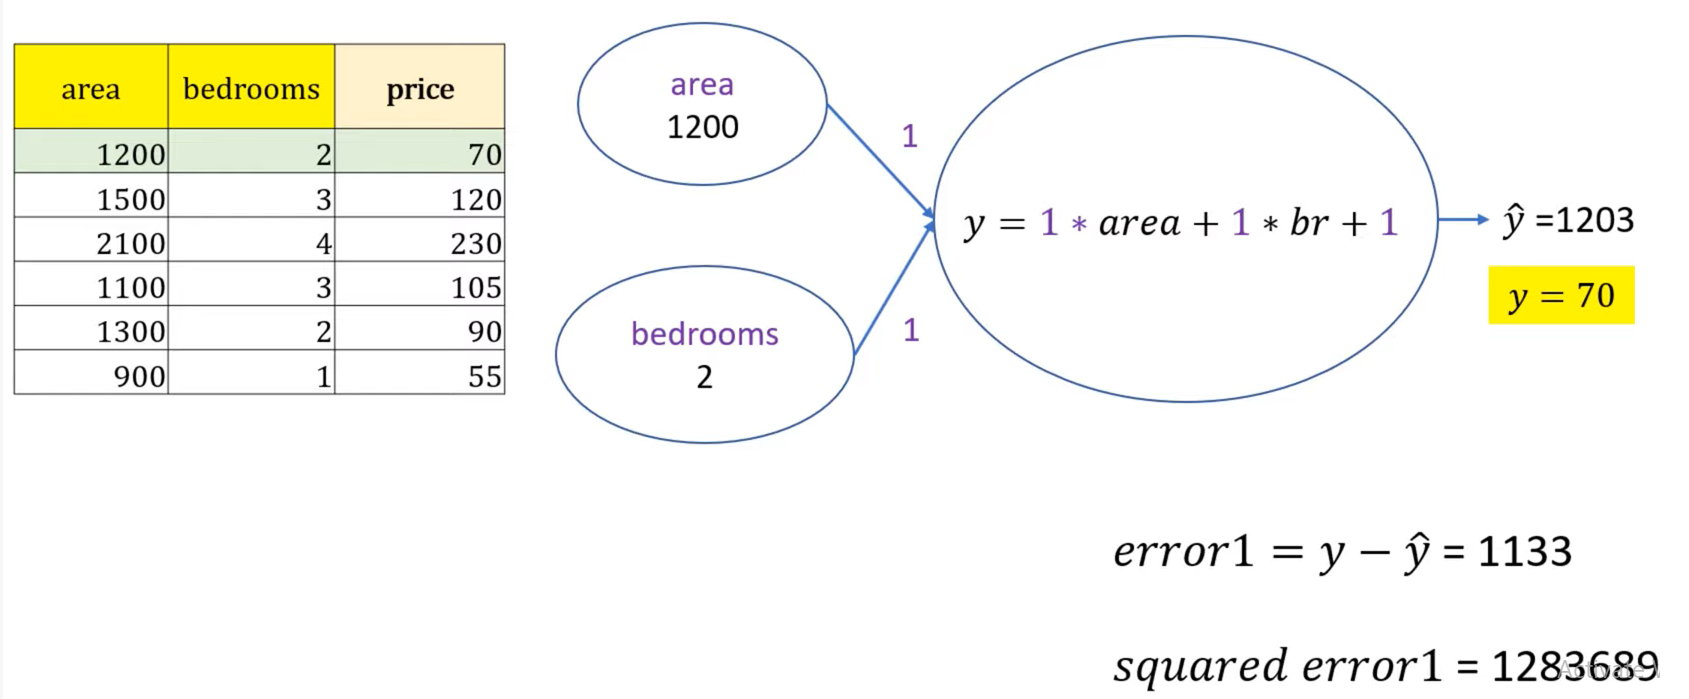 area bedrooms price
1200 2 70
1500 3 120
2100 4 230
1100 3 105
1300 2 90
900 1 55
area
1200
1
bedrooms
2
1
y = 1 * area + 1 * br + 1
ŷ =1203
y = 70
error1 = y − ŷ = 1133
squared error1 = 1283689
Activate